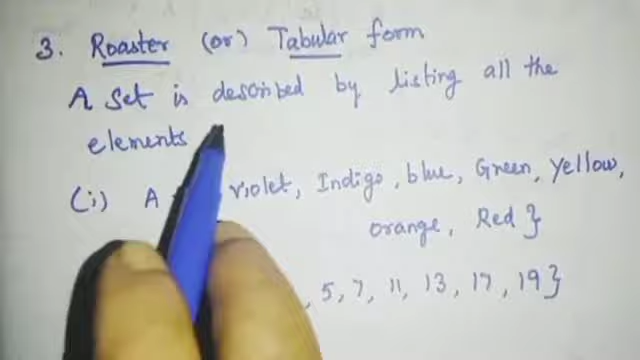 3. Roaster (or) Tabular form
A set is described by listing all the
elements
(i) A violet, Indigo, blue, Green, yellow,
orange, Red }
, 5, 7, 11, 13, 17, 19 }